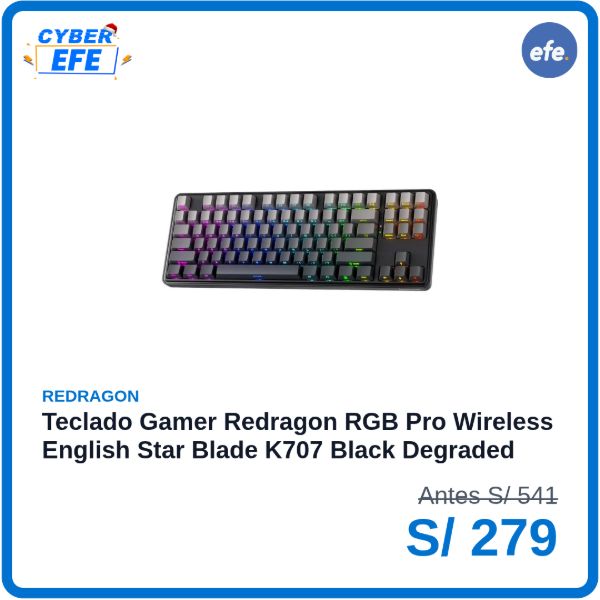 CYBER
EFE
efe.
REDRAGON
Teclado Gamer Redragon RGB Pro Wireless
English Star Blade K707 Black Degraded
Antes S/ 541
S/ 279